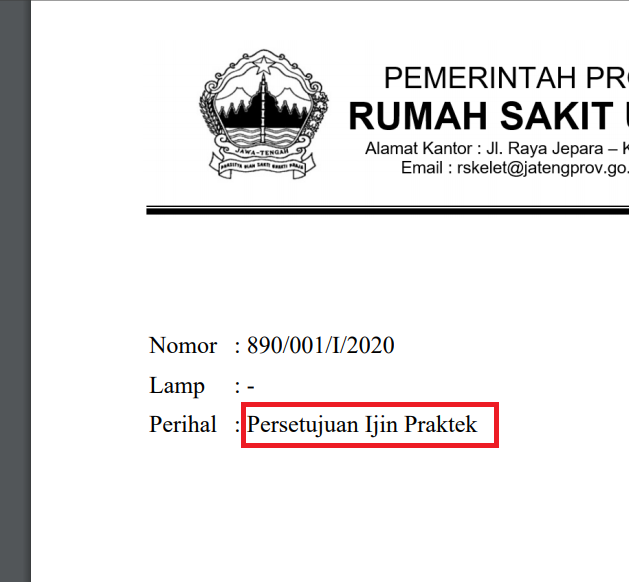 JAWA-TENGAH
PRASETYA ULAH SAKTI BHAKTI PRAJA
PEMERINTAH PRO
RUMAH SAKIT U
Alamat Kantor : Jl. Raya Jepara – K
Email : rskelet@jatengprov.go.
Nomor : 890/001/I/2020
Lamp : -
Perihal : Persetujuan Ijin Praktek